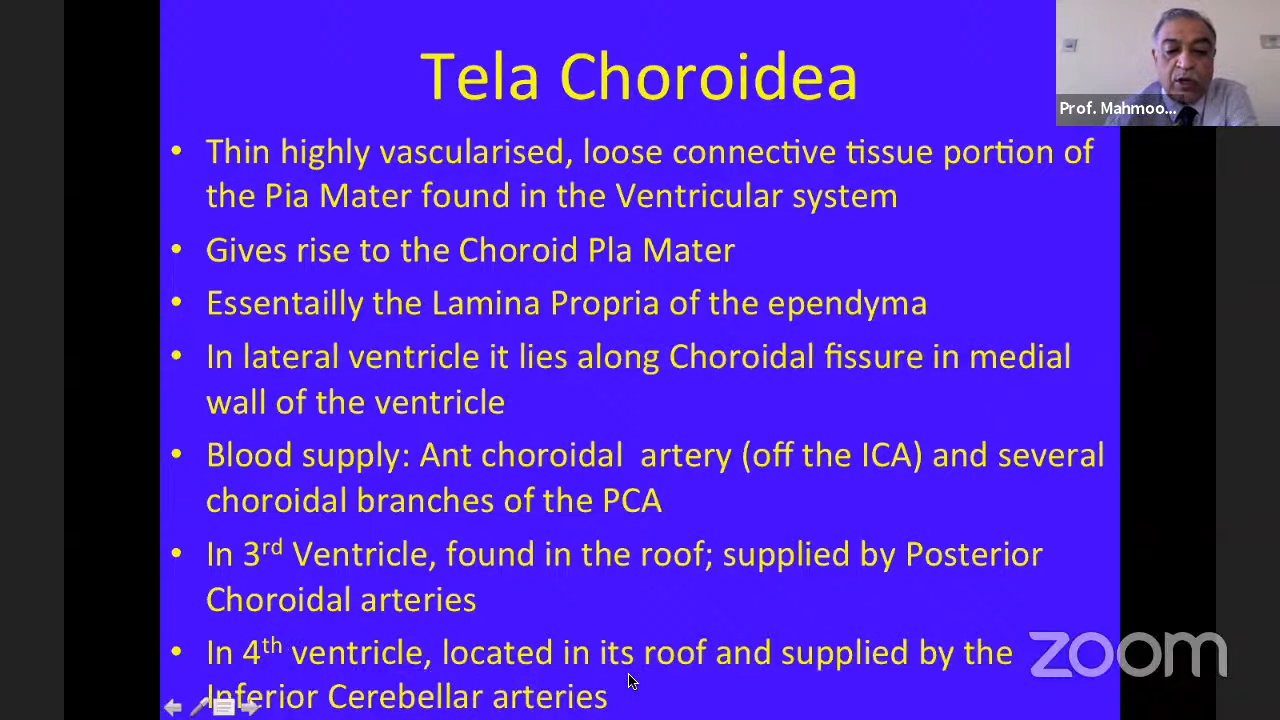 Tela Choroidea
Prof. Mahmoo...
• Thin highly vascularised, loose connective tissue portion of
the Pia Mater found in the Ventricular system
• Gives rise to the Choroid Pla Mater
• Essentailly the Lamina Propria of the ependyma
• In lateral ventricle it lies along Choroidal fissure in medial
wall of the ventricle
• Blood supply: Ant choroidal artery (off the ICA) and several
choroidal branches of the PCA
• In 3rd Ventricle, found in the roof; supplied by Posterior
Choroidal arteries
• In 4th ventricle, located in its roof and supplied by the
Inferior Cerebellar arteries
zoom